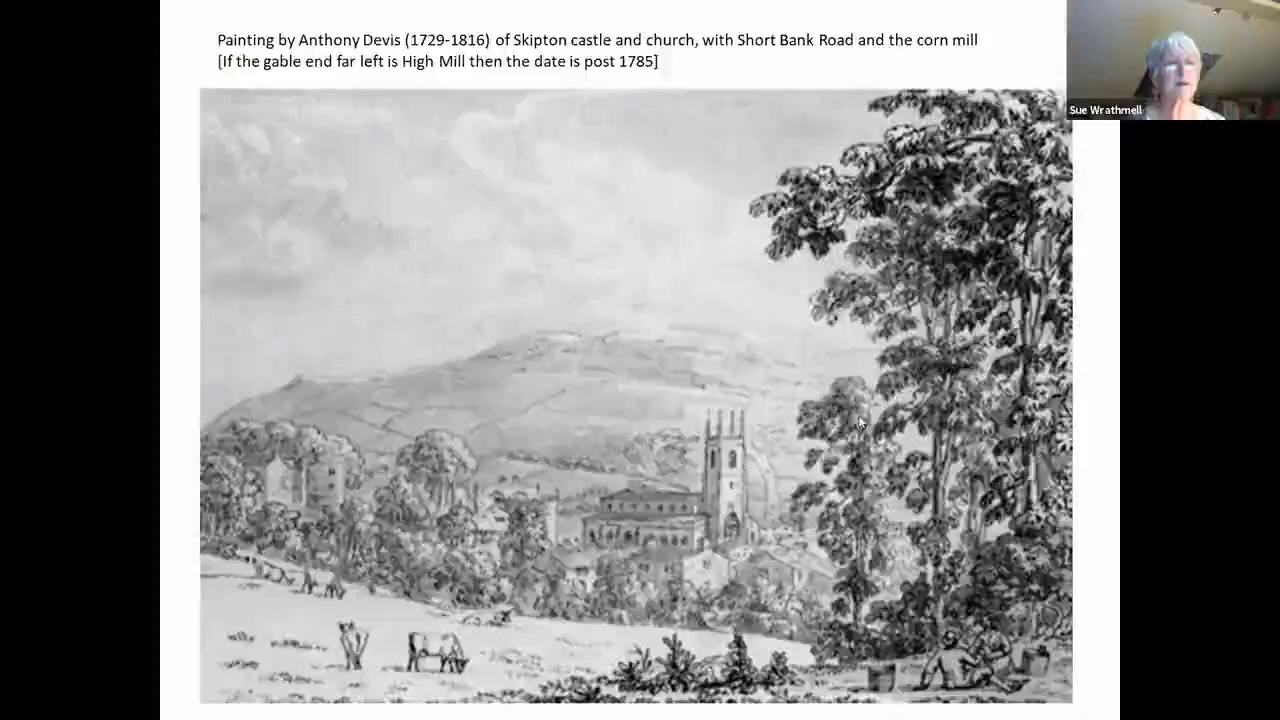 Painting by Anthony Devis (1729-1816) of Skipton castle and church, with Short Bank Road and the corn mill
[If the gable end far left is High Mill then the date is post 1785]
Sue Wrathmell